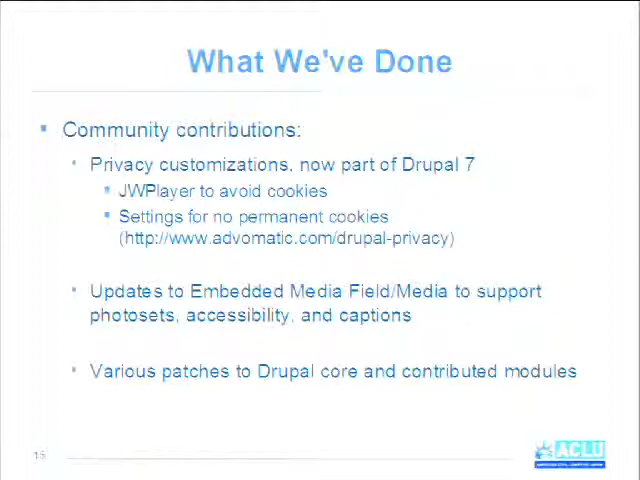 What We've Done
Community contributions:
Privacy customizations, now part of Drupal 7
JWPlayer to avoid cookies
Settings for no permanent cookies
(http://www.advomatic.com/drupal-privacy)
Updates to Embedded Media Field/Media to support
photosets, accessibility, and captions
Various patches to Drupal core and contributed modules
15
ACLU